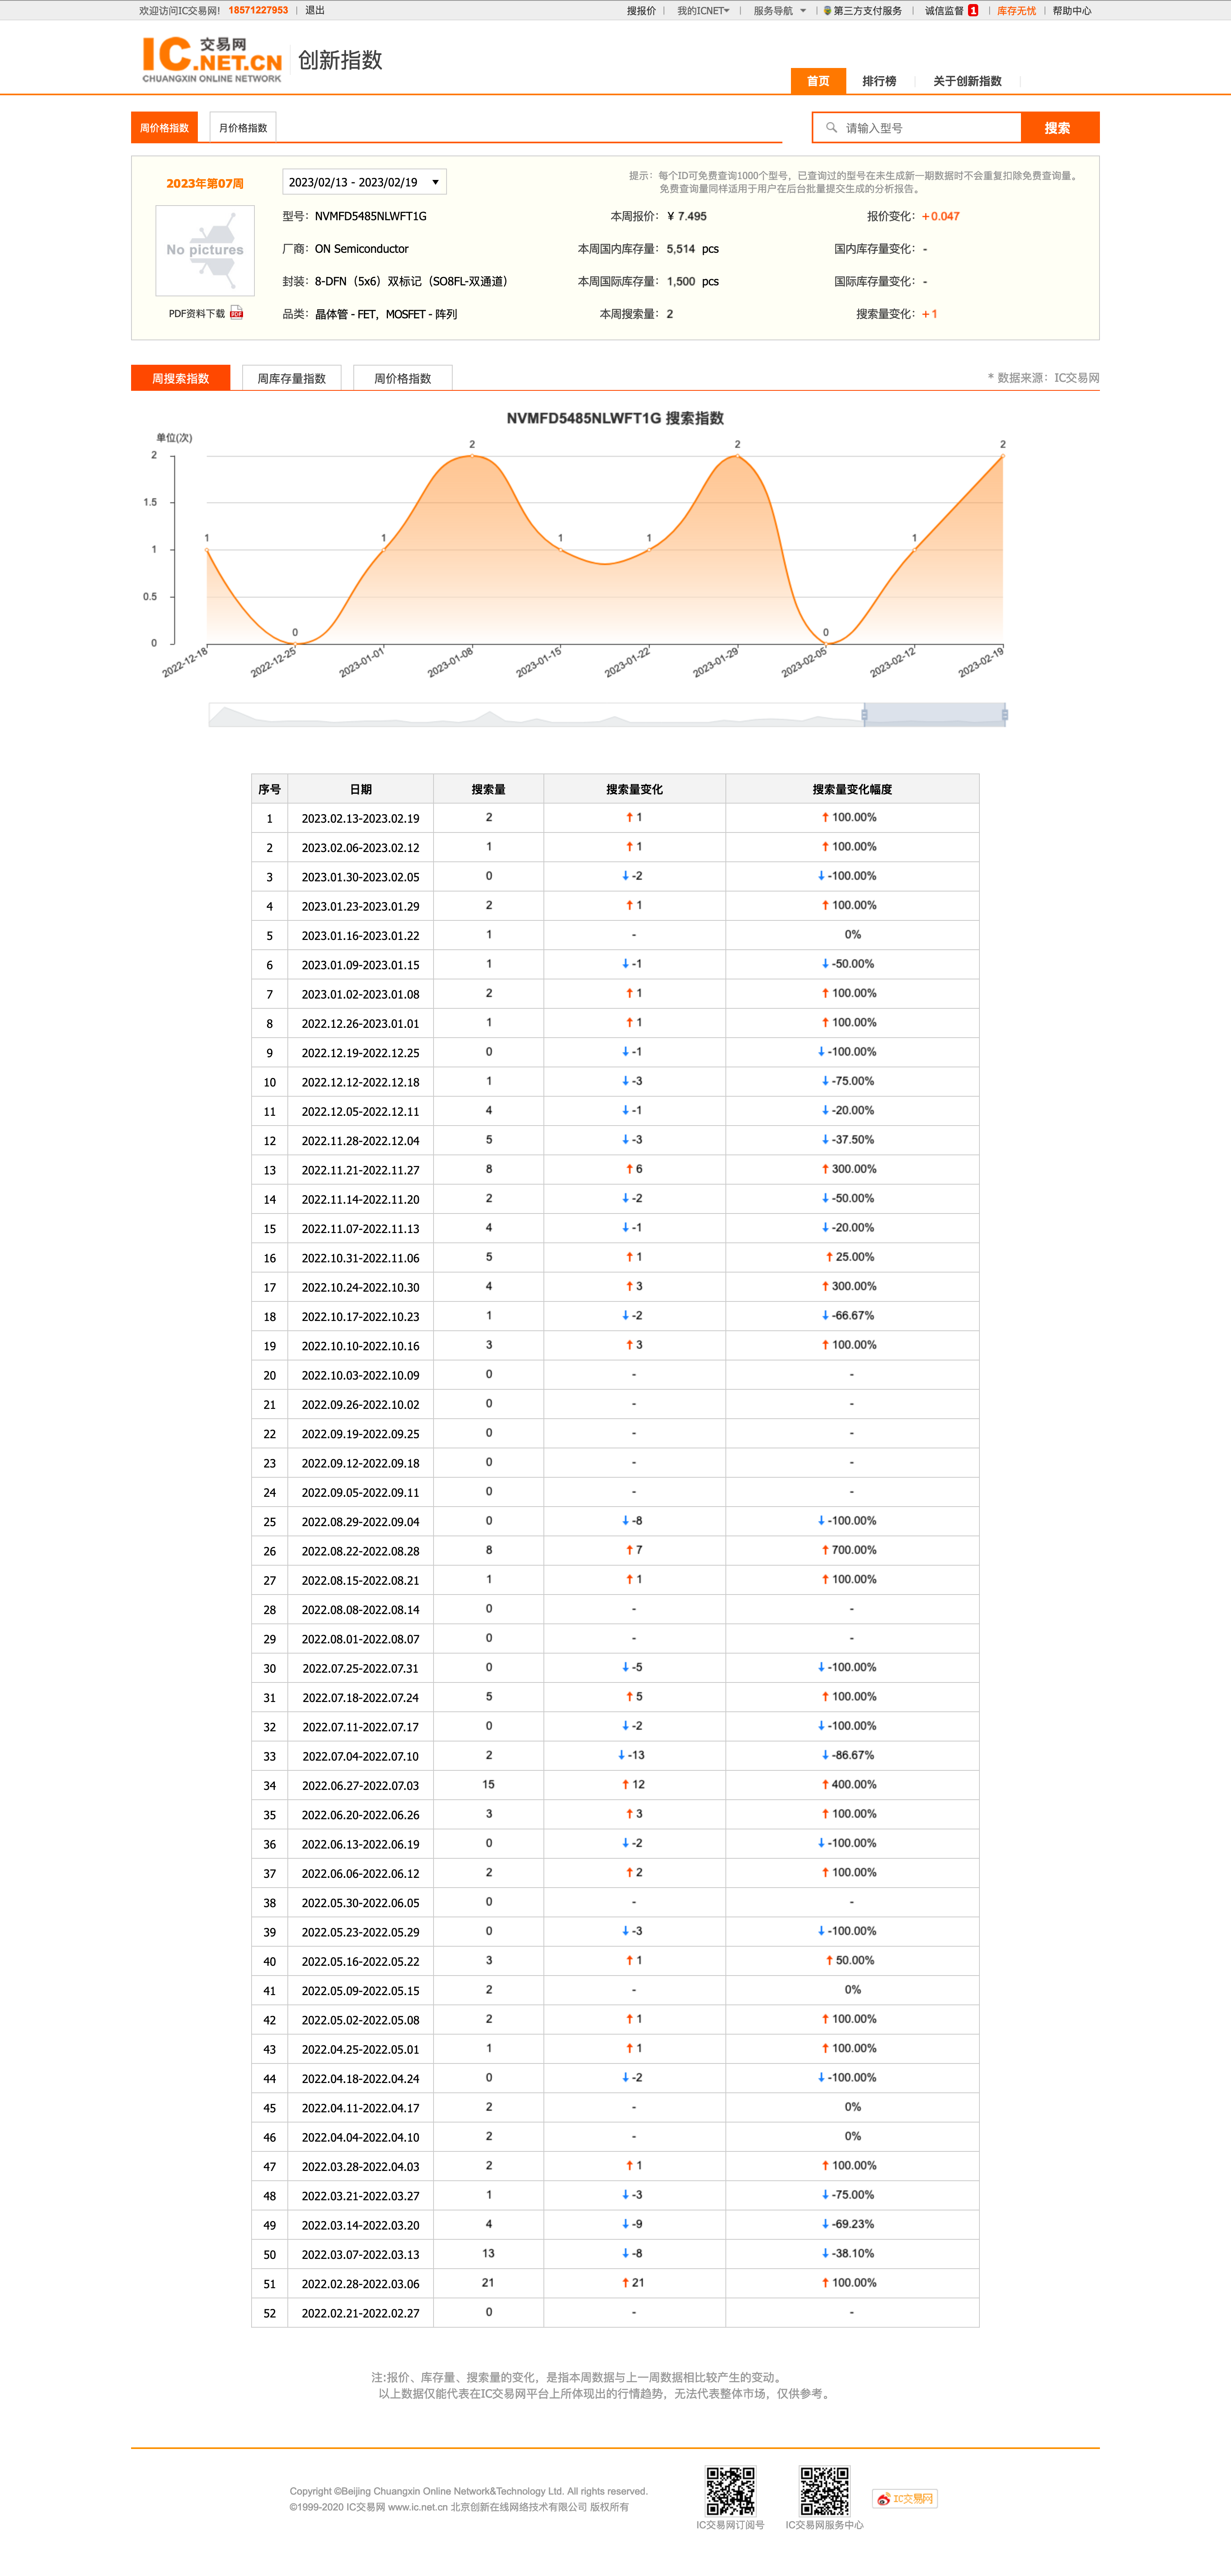 欢迎访问IC交易网! 18571227953 | 退出
搜报价 | 我的ICNET | 服务导航 | 第三方支付服务 | 诚信监督 1 | 库存无忧 | 帮助中心
IC 交易网 .NET.CN
CHUANGXIN ONLINE NETWORK
创新指数
首页 排行榜 关于创新指数
周价格指数 月价格指数
请输入型号 搜索
2023年第07周
2023/02/13 - 2023/02/19
提示：每个ID可免费查询1000个型号，已查询过的型号在未生成新一期数据时不会重复扣除免费查询量。
免费查询量同样适用于用户在后台批量提交生成的分析报告。
No pictures
PDF资料下载 PDF
型号：NVMFD5485NLWFT1G 本周报价：¥ 7.495 报价变化：+0.047
厂商：ON Semiconductor 本周国内库存量：5,514 pcs 国内库存量变化：-
封装：8-DFN（5x6）双标记（SO8FL-双通道） 本周国际库存量：1,500 pcs 国际库存量变化：-
品类：晶体管 - FET，MOSFET - 阵列 本周搜索量：2 搜索量变化：+1
周搜索指数 周库存量指数 周价格指数
* 数据来源：IC交易网
NVMFD5485NLWFT1G 搜索指数
单位(次)
2
1.5
1
0.5
0
1 0 1 2 1 1 2 0 1 2
2022-12-18 2022-12-25 2023-01-01 2023-01-08 2023-01-15 2023-01-22 2023-01-29 2023-02-05 2023-02-12 2023-02-19
序号 日期 搜索量 搜索量变化 搜索量变化幅度
1 2023.02.13-2023.02.19 2 ↑ 1 ↑ 100.00%
2 2023.02.06-2023.02.12 1 ↑ 1 ↑ 100.00%
3 2023.01.30-2023.02.05 0 ↓ -2 ↓ -100.00%
4 2023.01.23-2023.01.29 2 ↑ 1 ↑ 100.00%
5 2023.01.16-2023.01.22 1 - 0%
6 2023.01.09-2023.01.15 1 ↓ -1 ↓ -50.00%
7 2023.01.02-2023.01.08 2 ↑ 1 ↑ 100.00%
8 2022.12.26-2023.01.01 1 ↑ 1 ↑ 100.00%
9 2022.12.19-2022.12.25 0 ↓ -1 ↓ -100.00%
10 2022.12.12-2022.12.18 1 ↓ -3 ↓ -75.00%
11 2022.12.05-2022.12.11 4 ↓ -1 ↓ -20.00%
12 2022.11.28-2022.12.04 5 ↓ -3 ↓ -37.50%
13 2022.11.21-2022.11.27 8 ↑ 6 ↑ 300.00%
14 2022.11.14-2022.11.20 2 ↓ -2 ↓ -50.00%
15 2022.11.07-2022.11.13 4 ↓ -1 ↓ -20.00%
16 2022.10.31-2022.11.06 5 ↑ 1 ↑ 25.00%
17 2022.10.24-2022.10.30 4 ↑ 3 ↑ 300.00%
18 2022.10.17-2022.10.23 1 ↓ -2 ↓ -66.67%
19 2022.10.10-2022.10.16 3 ↑ 3 ↑ 100.00%
20 2022.10.03-2022.10.09 0 - -
21 2022.09.26-2022.10.02 0 - -
22 2022.09.19-2022.09.25 0 - -
23 2022.09.12-2022.09.18 0 - -
24 2022.09.05-2022.09.11 0 - -
25 2022.08.29-2022.09.04 0 ↓ -8 ↓ -100.00%
26 2022.08.22-2022.08.28 8 ↑ 7 ↑ 700.00%
27 2022.08.15-2022.08.21 1 ↑ 1 ↑ 100.00%
28 2022.08.08-2022.08.14 0 - -
29 2022.08.01-2022.08.07 0 - -
30 2022.07.25-2022.07.31 0 ↓ -5 ↓ -100.00%
31 2022.07.18-2022.07.24 5 ↑ 5 ↑ 100.00%
32 2022.07.11-2022.07.17 0 ↓ -2 ↓ -100.00%
33 2022.07.04-2022.07.10 2 ↓ -13 ↓ -86.67%
34 2022.06.27-2022.07.03 15 ↑ 12 ↑ 400.00%
35 2022.06.20-2022.06.26 3 ↑ 3 ↑ 100.00%
36 2022.06.13-2022.06.19 0 ↓ -2 ↓ -100.00%
37 2022.06.06-2022.06.12 2 ↑ 2 ↑ 100.00%
38 2022.05.30-2022.06.05 0 - -
39 2022.05.23-2022.05.29 0 ↓ -3 ↓ -100.00%
40 2022.05.16-2022.05.22 3 ↑ 1 ↑ 50.00%
41 2022.05.09-2022.05.15 2 - 0%
42 2022.05.02-2022.05.08 2 ↑ 1 ↑ 100.00%
43 2022.04.25-2022.05.01 1 ↑ 1 ↑ 100.00%
44 2022.04.18-2022.04.24 0 ↓ -2 ↓ -100.00%
45 2022.04.11-2022.04.17 2 - 0%
46 2022.04.04-2022.04.10 2 - 0%
47 2022.03.28-2022.04.03 2 ↑ 1 ↑ 100.00%
48 2022.03.21-2022.03.27 1 ↓ -3 ↓ -75.00%
49 2022.03.14-2022.03.20 4 ↓ -9 ↓ -69.23%
50 2022.03.07-2022.03.13 13 ↓ -8 ↓ -38.10%
51 2022.02.28-2022.03.06 21 ↑ 21 ↑ 100.00%
52 2022.02.21-2022.02.27 0 - -
注:报价、库存量、搜索量的变化，是指本周数据与上一周数据相比较产生的变动。
以上数据仅能代表在IC交易网平台上所体现出的行情趋势，无法代表整体市场，仅供参考。
Copyright ©Beijing Chuangxin Online Network&Technology Ltd. All rights reserved.
©1999-2020 IC交易网 www.ic.net.cn 北京创新在线网络技术有限公司 版权所有
IC交易网订阅号 IC交易网服务中心
IC交易网